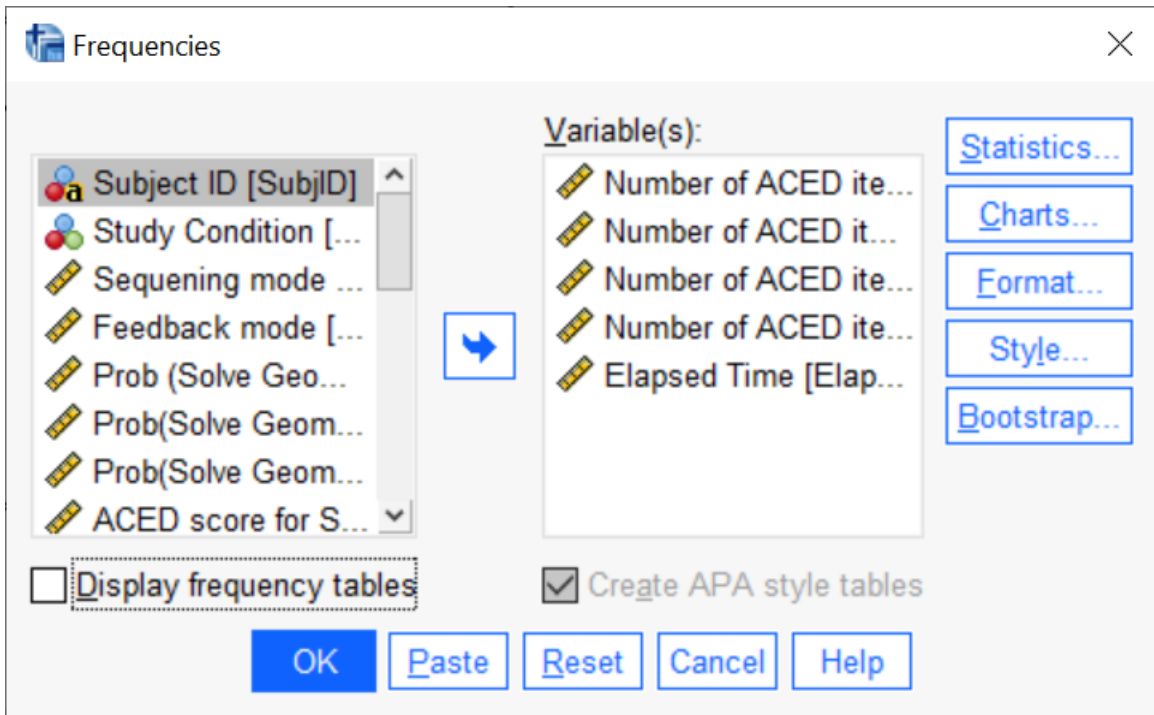 Frequencies
Variable(s):
Subject ID [SubjID]
Study Condition [...
Sequening mode ...
Feedback mode [...
Prob (Solve Geo...
Prob(Solve Geom...
Prob(Solve Geom...
ACED score for S...
Number of ACED ite...
Number of ACED it...
Number of ACED ite...
Number of ACED ite...
Elapsed Time [Elap...
Statistics...
Charts...
Format...
Style...
Bootstrap...
Display frequency tables
Create APA style tables
OK
Paste
Reset
Cancel
Help